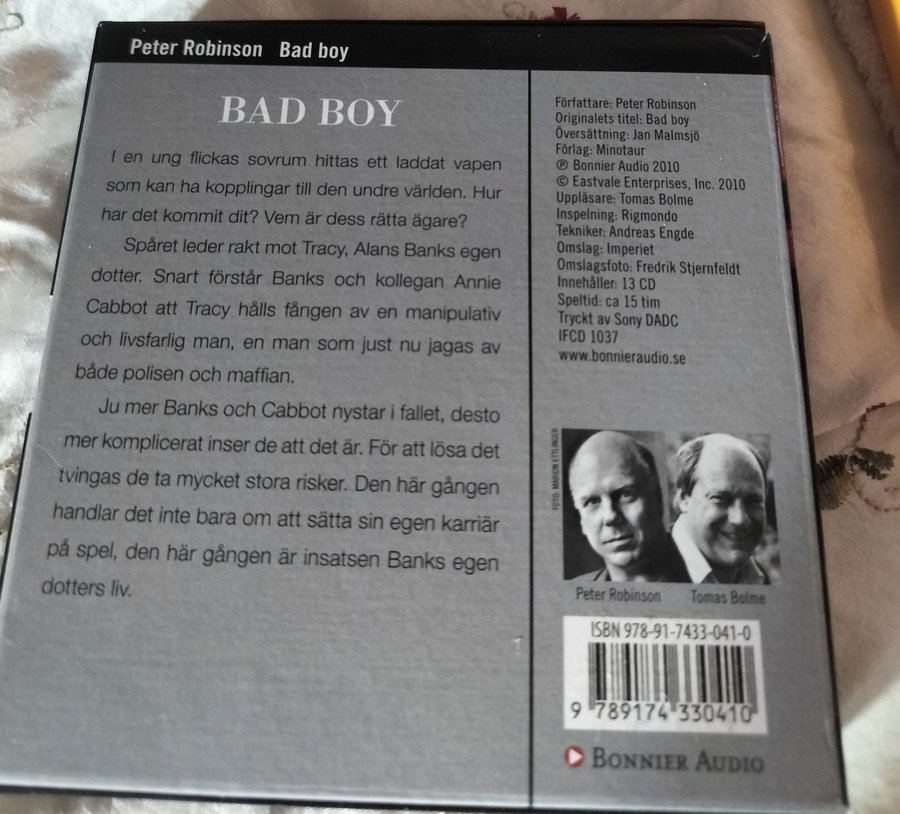 Peter Robinson Bad boy
BAD BOY
I en ung flickas sovrum hittas ett laddat vapen
som kan ha kopplingar till den undre världen. Hur
har det kommit dit? Vem är dess rätta ägare?
Spåret leder rakt mot Tracy, Alans Banks egen
dotter. Snart förstår Banks och kollegan Annie
Cabbot att Tracy hålls fången av en manipulativ
och livsfarlig man, en man som just nu jagas av
både polisen och maffian.
Ju mer Banks och Cabbot nystar i fallet, desto
mer komplicerat inser de att det är. För att lösa det
tvingas de ta mycket stora risker. Den här gången
handlar det inte bara om att sätta sin egen karriär
på spel, den här gången är insatsen Banks egen
dotters liv.
Författare: Peter Robinson
Originalets titel: Bad boy
Översättning: Jan Malmsjö
Förlag: Minotaur
℗ Bonnier Audio 2010
© Eastvale Enterprises, Inc. 2010
Uppläsare: Tomas Bolme
Inspelning: Rigmondo
Tekniker: Andreas Engde
Omslag: Imperiet
Omslagsfoto: Fredrik Stjernfeldt
Innehåller: 13 CD
Speltid: ca 15 tim
Tryckt av Sony DADC
IFCD 1037
www.bonnieraudio.se
FOTO: MARION ETTLINGER
Peter Robinson Tomas Bolme
ISBN 978-91-7433-041-0
9 789174 330410
BONNIER AUDIO